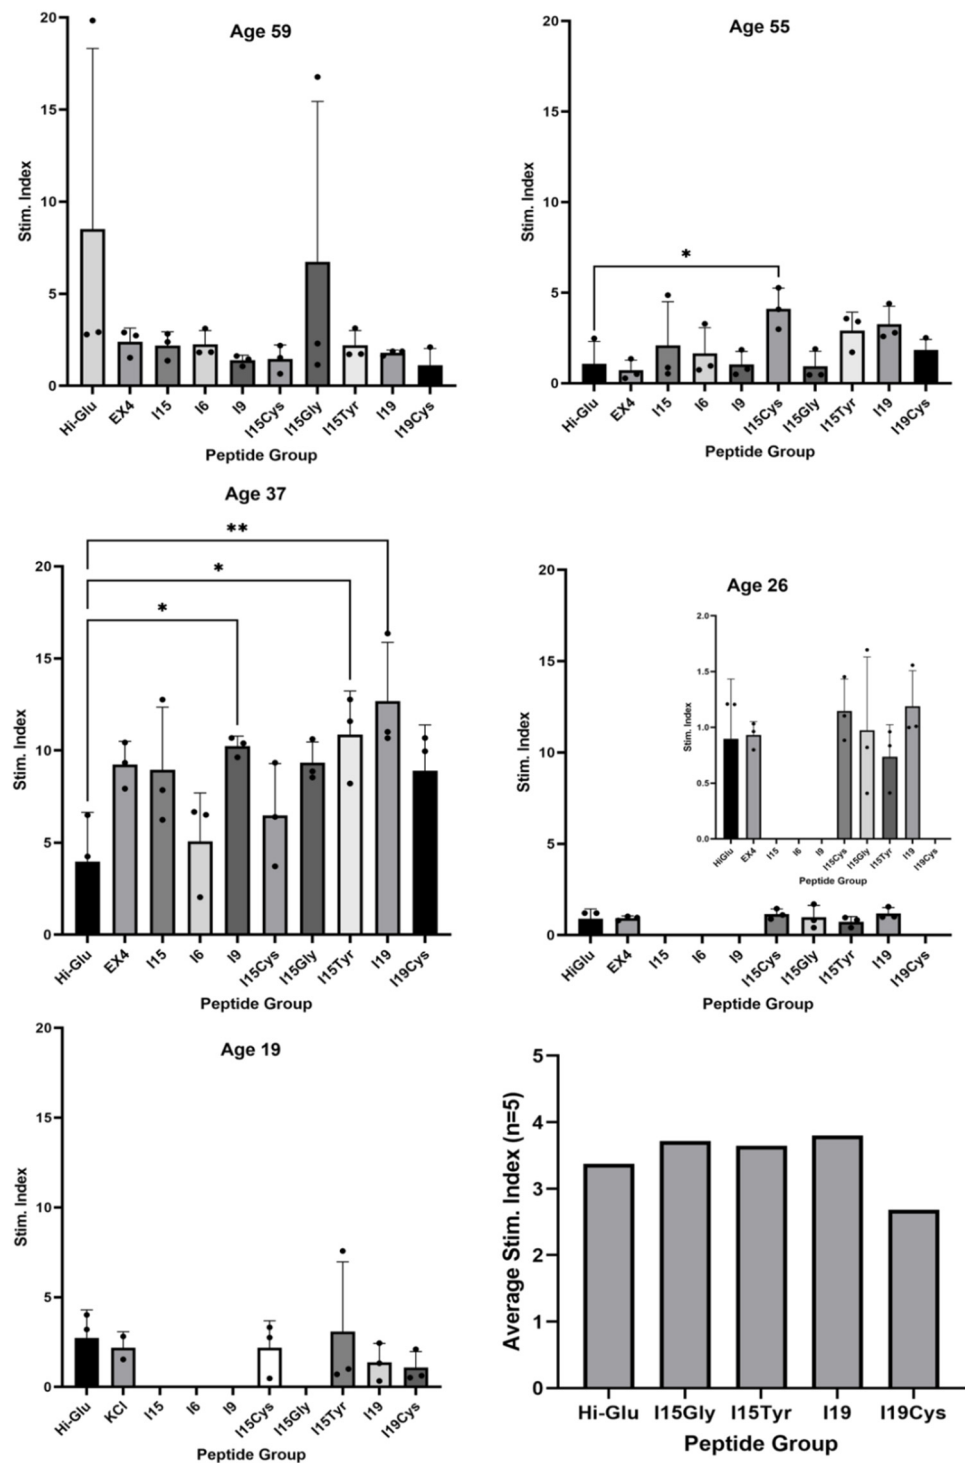 Age 59
Stim. Index
20
15
10
5
0
Hi-Glu EX4 I15 I6 I9 I15Cys I15Gly I15Tyr I19 I19Cys
Peptide Group
Age 55
Stim. Index
20
15
10
5
0
*
Hi-Glu EX4 I15 I6 I9 I15Cys I15Gly I15Tyr I19 I19Cys
Peptide Group
Age 37
Stim. Index
20
15
10
5
0
**
*
*
Hi-Glu EX4 I15 I6 I9 I15Cys I15Gly I15Tyr I19 I19Cys
Peptide Group
Age 26
Stim. Index
20
15
10
5
0
Stim. Index
2.0
1.5
1.0
0.5
0.0
HiGlu EX4 I15 I6 I9 I15Cys I15Gly I15Tyr I19 I19Cys
Peptide Group
HiGlu EX4 I15 I6 I9 I15Cys I15Gly I15Tyr I19 I19Cys
Peptide Group
Age 19
Stim. Index
20
15
10
5
0
Hi-Glu KCl I15 I6 I9 I15Cys I15Gly I15Tyr I19 I19Cys
Peptide Group
Average Stim. Index (n=5)
5
4
3
2
1
0
Hi-Glu I15Gly I15Tyr I19 I19Cys
Peptide Group